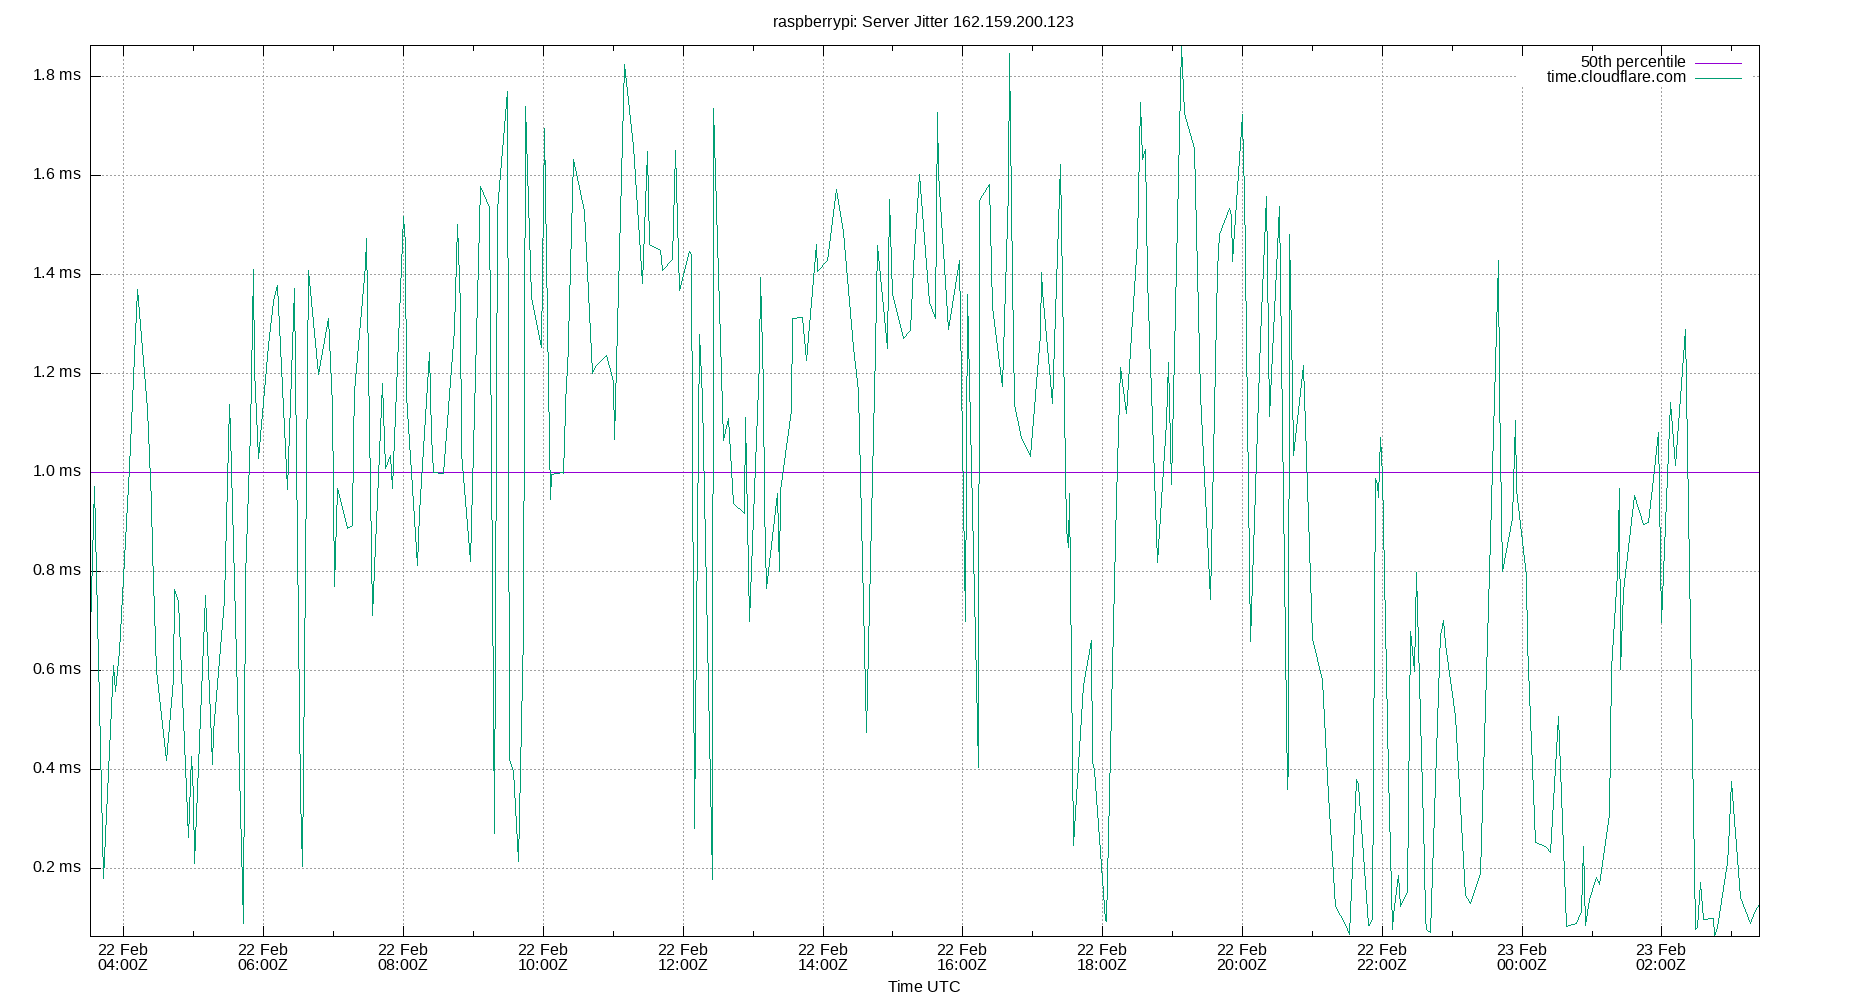 raspberrypi: Server Jitter 162.159.200.123
50th percentile
time.cloudflare.com
1.8 ms
1.6 ms
1.4 ms
1.2 ms
1.0 ms
0.8 ms
0.6 ms
0.4 ms
0.2 ms
22 Feb 22 Feb 22 Feb 22 Feb 22 Feb 22 Feb 22 Feb 22 Feb 22 Feb 22 Feb 23 Feb 23 Feb
04:00Z 06:00Z 08:00Z 10:00Z 12:00Z 14:00Z 16:00Z 18:00Z 20:00Z 22:00Z 00:00Z 02:00Z
Time UTC